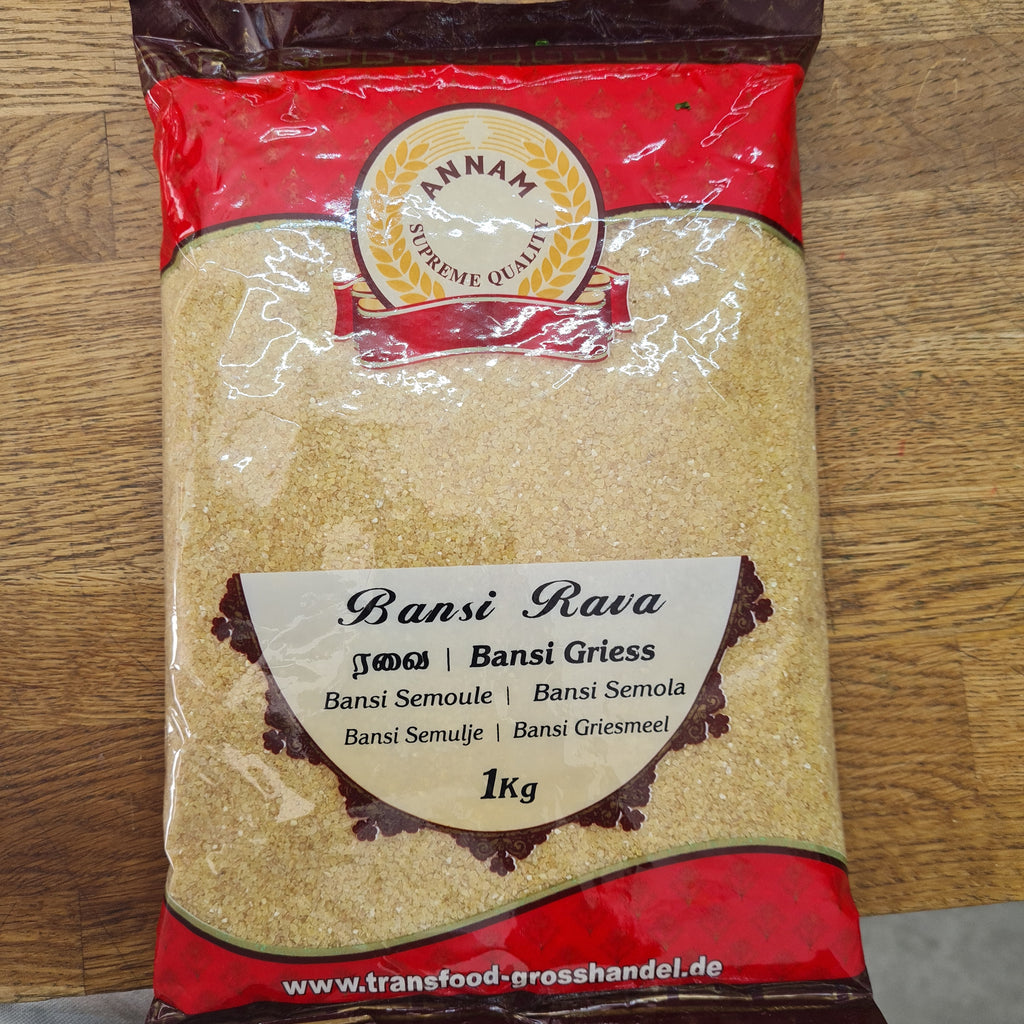 ANNAM
SUPREME QUALITY
Bansi Rava
ரவை | Bansi Griess
Bansi Semoule | Bansi Semola
Bansi Semulje | Bansi Griesmeel
1Kg
www.transfood-grosshandel.de